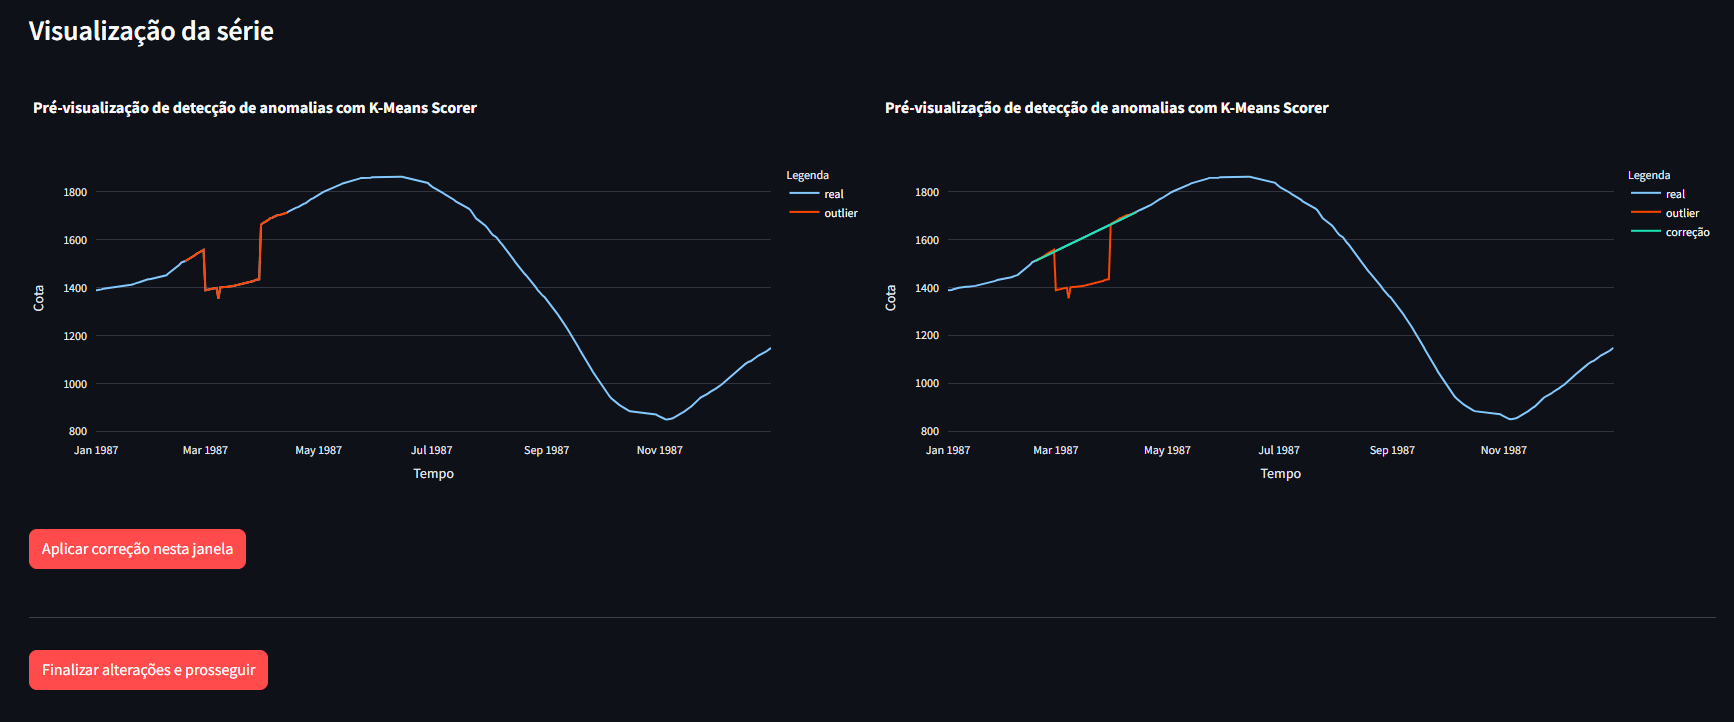 Visualização da série
Pré-visualização de detecção de anomalias com K-Means Scorer
Legenda
real
outlier
1800
1600
1400
1200
1000
800
Cota
Jan 1987
Mar 1987
May 1987
Jul 1987
Sep 1987
Nov 1987
Tempo
Pré-visualização de detecção de anomalias com K-Means Scorer
Legenda
real
outlier
correção
1800
1600
1400
1200
1000
800
Cota
Jan 1987
Mar 1987
May 1987
Jul 1987
Sep 1987
Nov 1987
Tempo
Aplicar correção nesta janela
Finalizar alterações e prosseguir